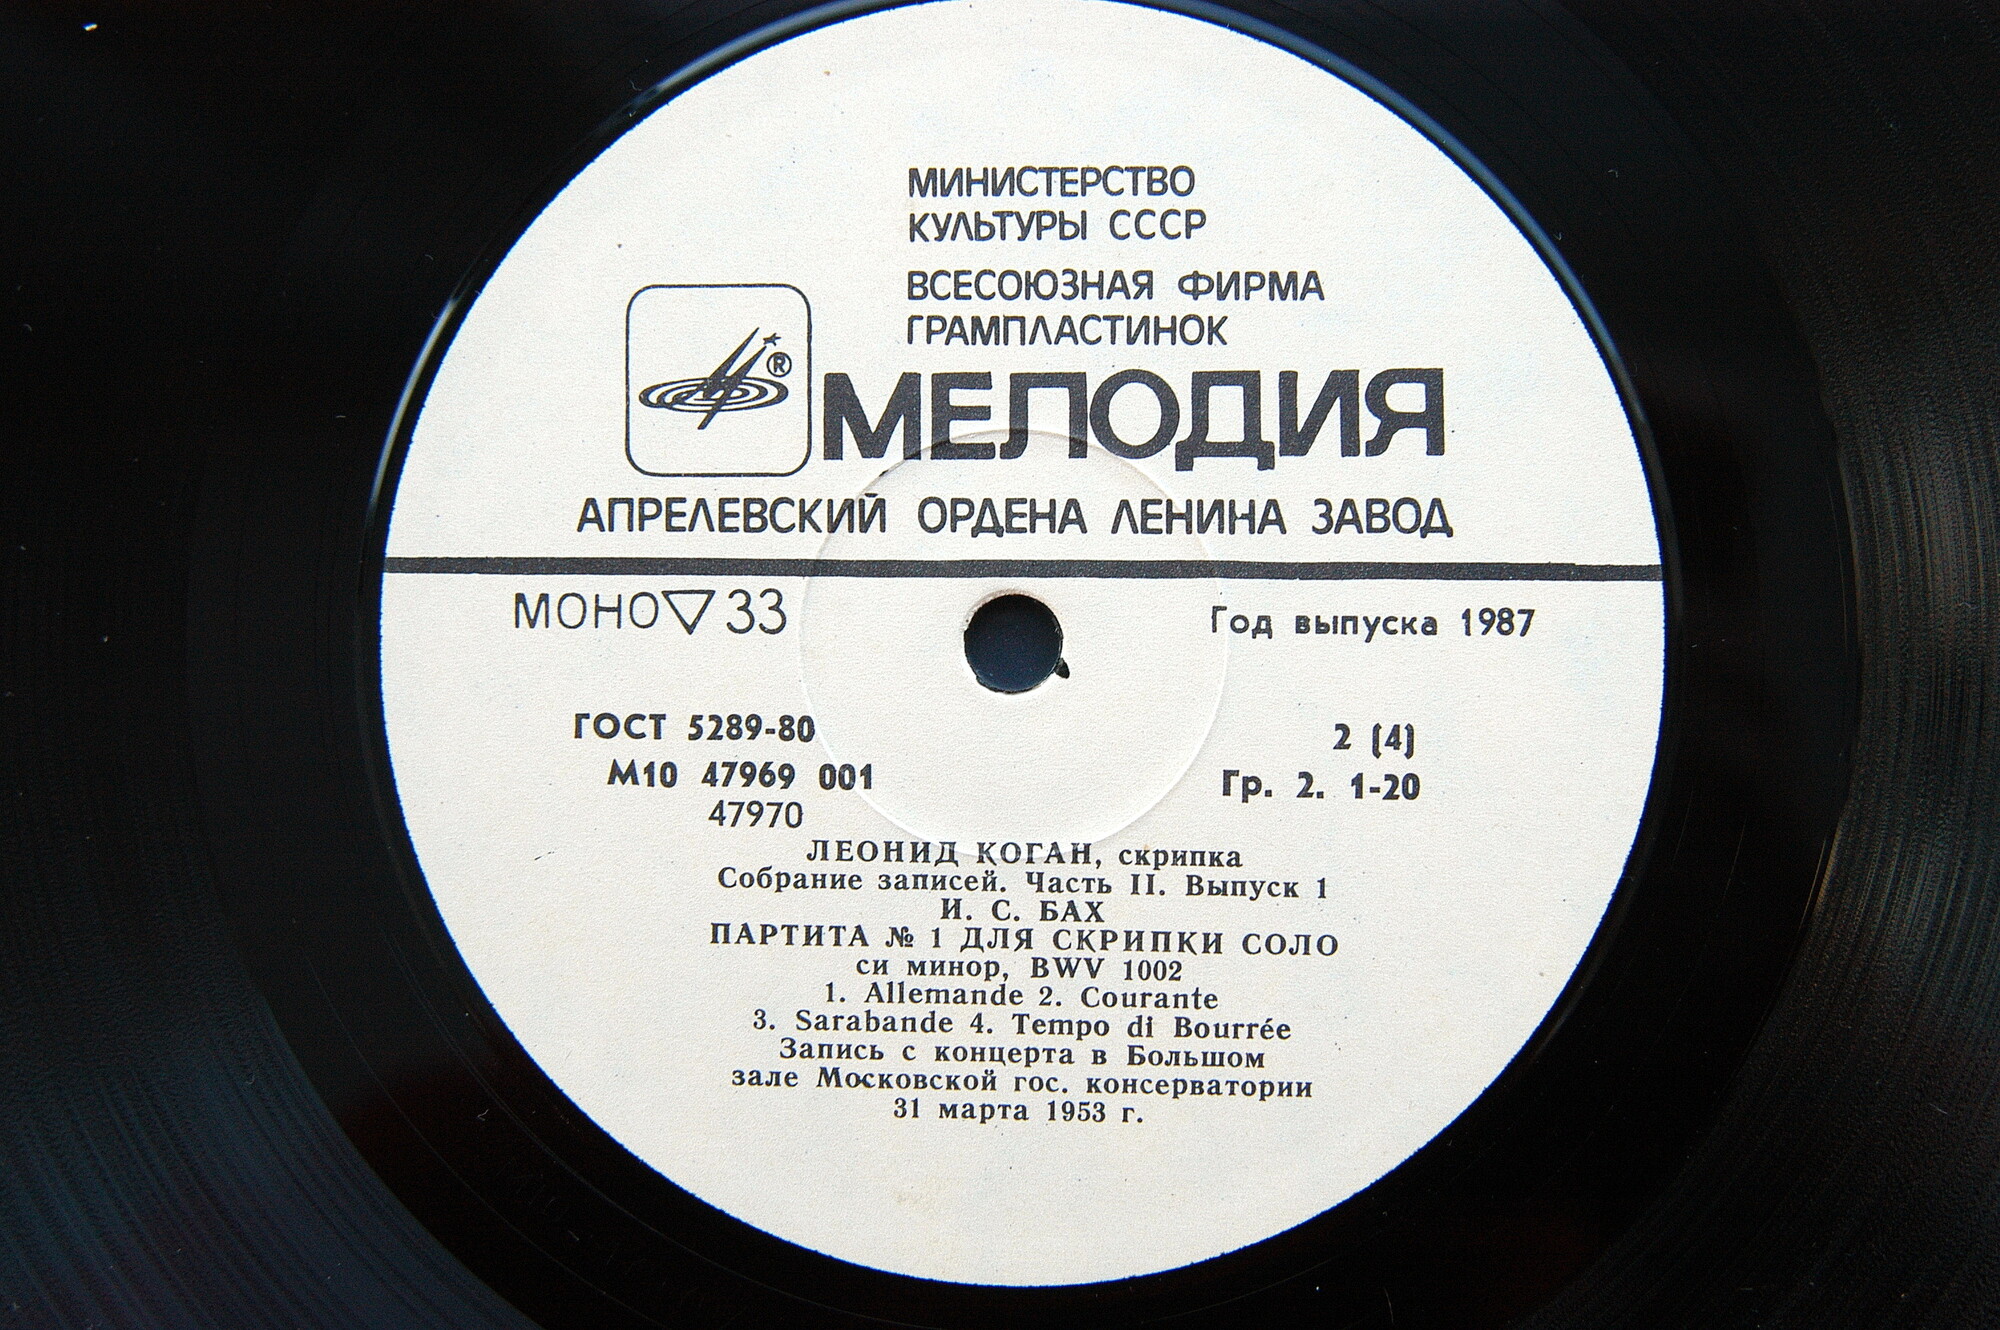 МИНИСТЕРСТВО
КУЛЬТУРЫ СССР
ВСЕСОЮЗНАЯ ФИРМА
ГРАМПЛАСТИНОК
®
МЕЛОДИЯ
АПРЕЛЕВСКИЙ ОРДЕНА ЛЕНИНА ЗАВОД
МОНО▽33
Год выпуска 1987
ГОСТ 5289-80
2 (4)
М10 47969 001
Гр. 2. 1-20
47970
ЛЕОНИД КОГАН, скрипка
Собрание записей. Часть II. Выпуск 1
И. С. БАХ
ПАРТИТА № 1 ДЛЯ СКРИПКИ СОЛО
си минор, BWV 1002
1. Allemande 2. Courante
3. Sarabande 4. Tempo di Bourrée
Запись с концерта в Большом
зале Московской гос. консерватории
31 марта 1953 г.